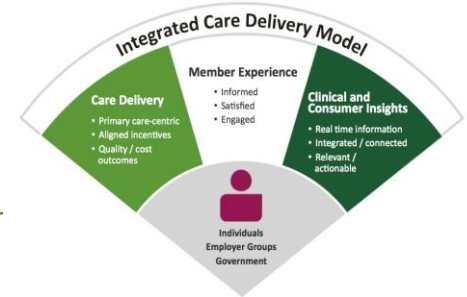 Integrated Care Delivery Model
Member Experience
• Informed
• Satisfied
• Engaged
Care Delivery
• Primary care-centric
• Aligned incentives
• Quality / cost
outcomes
Clinical and
Consumer Insights
• Real time information
• Integrated / connected
• Relevant /
actionable
Individuals
Employer Groups
Government